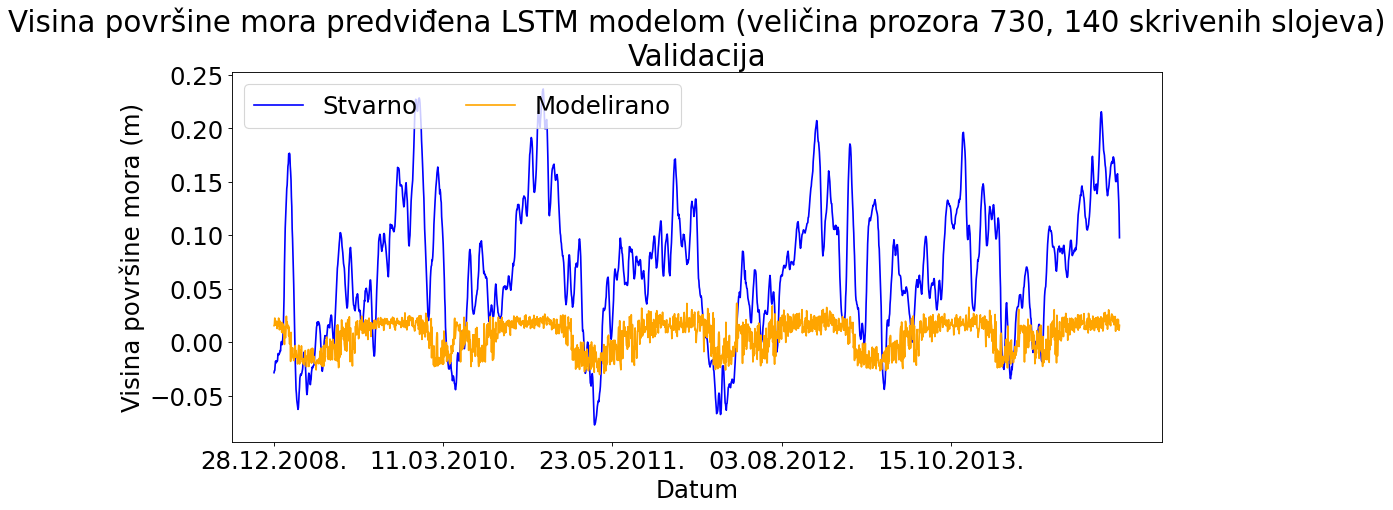 Visina površine mora predviđena LSTM modelom (veličina prozora 730, 140 skrivenih slojeva)
Validacija
Stvarno Modelirano
Visina površine mora (m)
0.25
0.20
0.15
0.10
0.05
0.00
−0.05
28.12.2008. 11.03.2010. 23.05.2011. 03.08.2012. 15.10.2013.
Datum